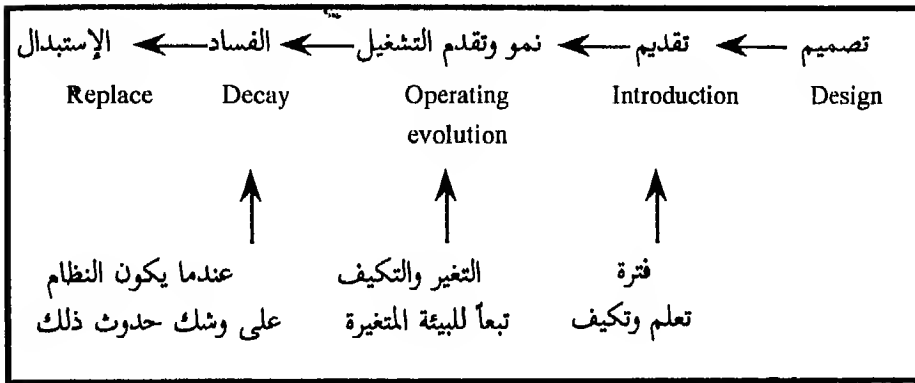 تصميم تقديم نمو وتقدم التشغيل الفساد الإستبدال
Design Introduction Operating Decay Replace
evolution
فترة التغير والتكيف عندما يكون النظام
تعلم وتكيف تبعاً للبيئة المتغيرة على وشك حدوث ذلك